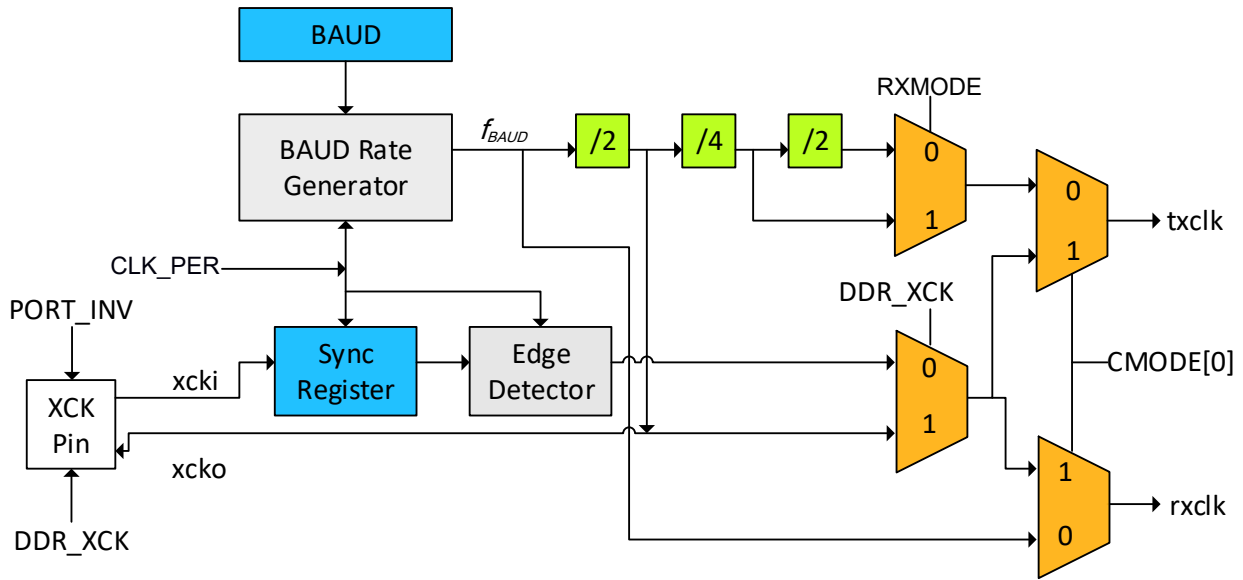 BAUD
RXMODE
f_BAUD
/2
/4
/2
BAUD Rate
Generator
0
1
0
1
txclk
CLK_PER
DDR_XCK
PORT_INV
Sync
Register
Edge
Detector
0
1
CMODE[0]
xcki
XCK
Pin
xcko
1
0
rxclk
DDR_XCK